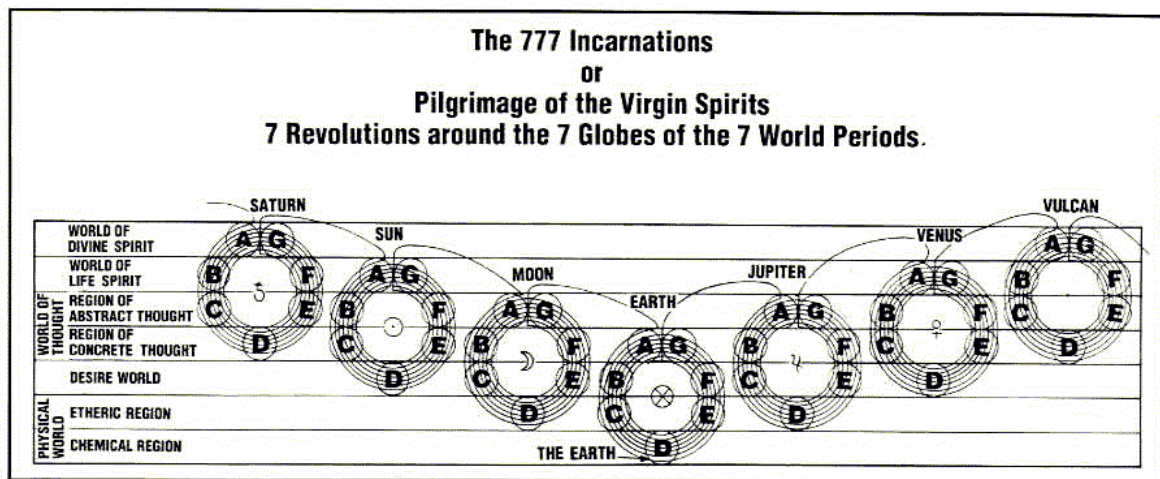 The 777 Incarnations
or
Pilgrimage of the Virgin Spirits
7 Revolutions around the 7 Globes of the 7 World Periods.
SATURN
SUN
MOON
EARTH
JUPITER
VENUS
VULCAN
WORLD OF
DIVINE SPIRIT
WORLD OF
LIFE SPIRIT
WORLD OF
THOUGHT
REGION OF
ABSTRACT THOUGHT
REGION OF
CONCRETE THOUGHT
DESIRE WORLD
PHYSICAL
WORLD
ETHERIC REGION
CHEMICAL REGION
THE EARTH
A G
B F
C E
D
A G
B F
C E
D
A G
B F
C E
D
A G
B F
C E
D
A G
B F
C E
D
A G
B F
C E
D
A G
B F
C E
D